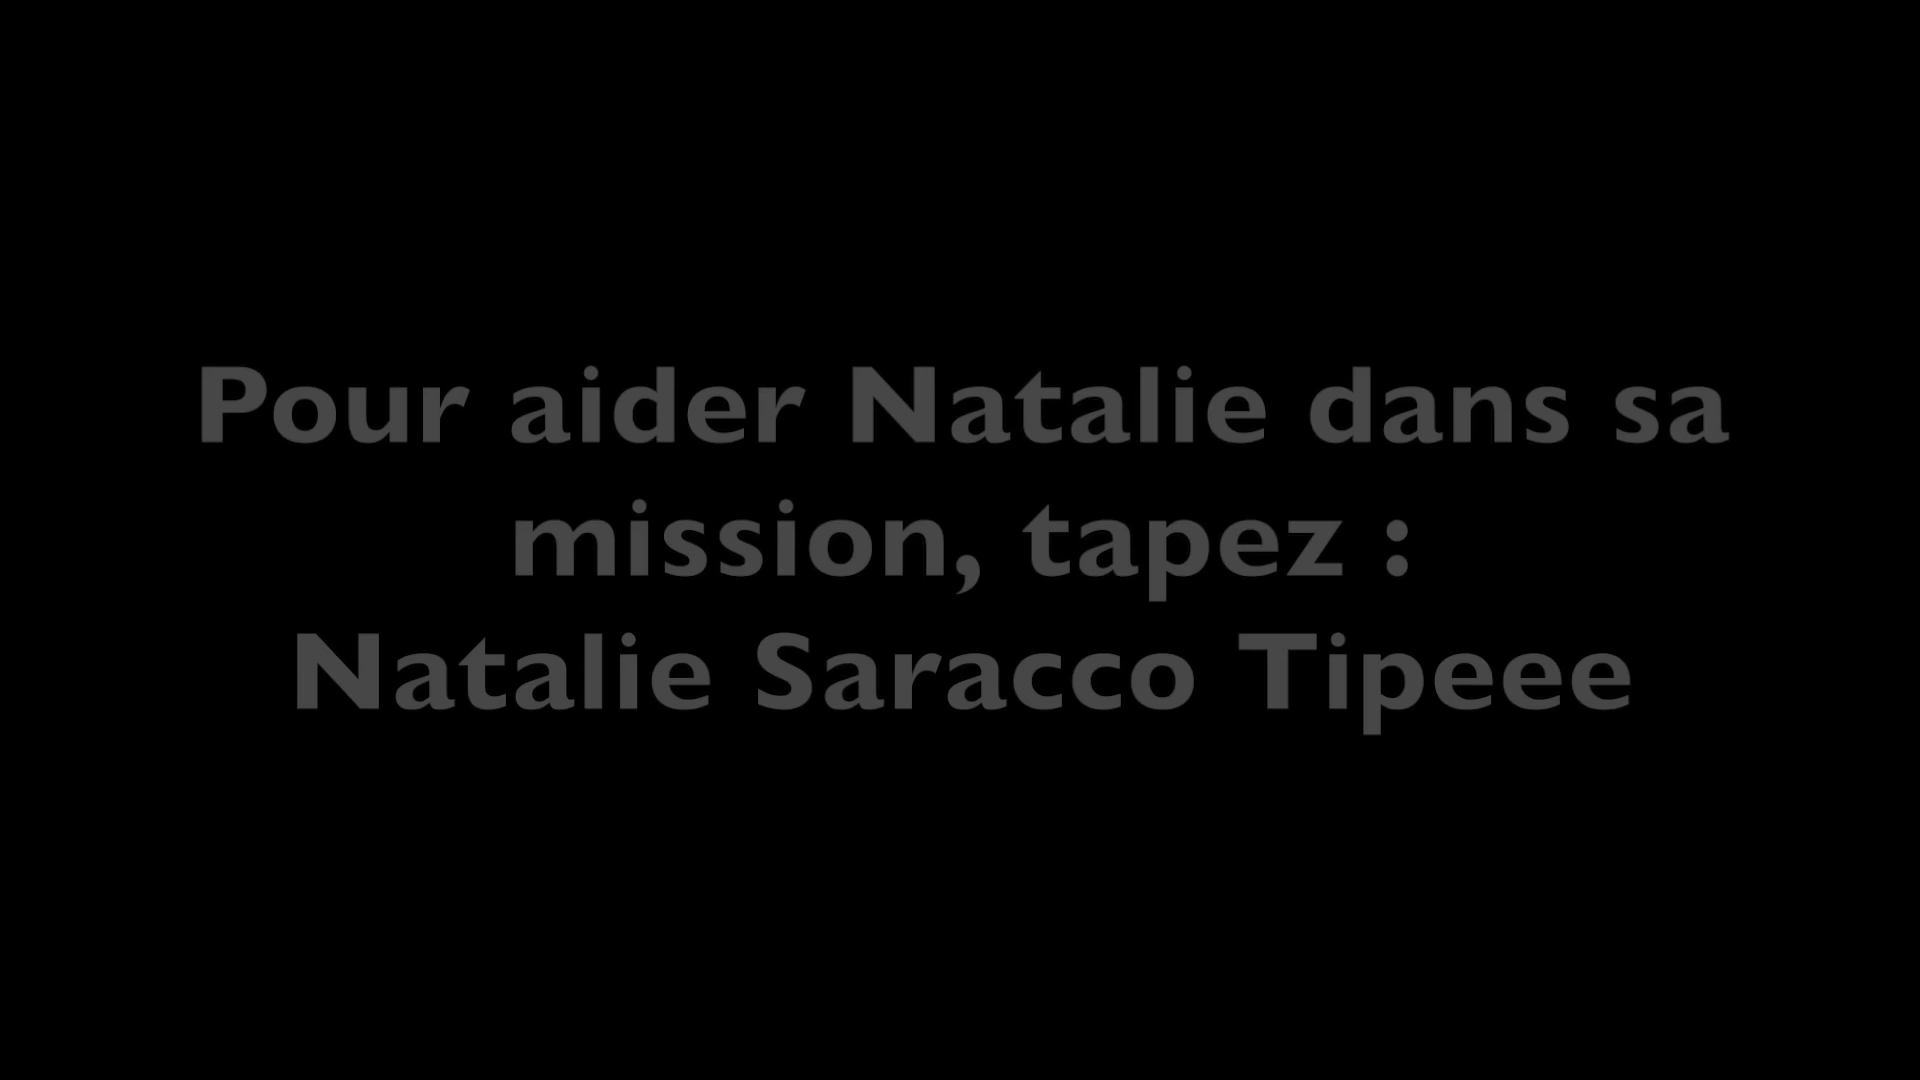 Pour aider Natalie dans sa
mission, tapez :
Natalie Saracco Tipeee